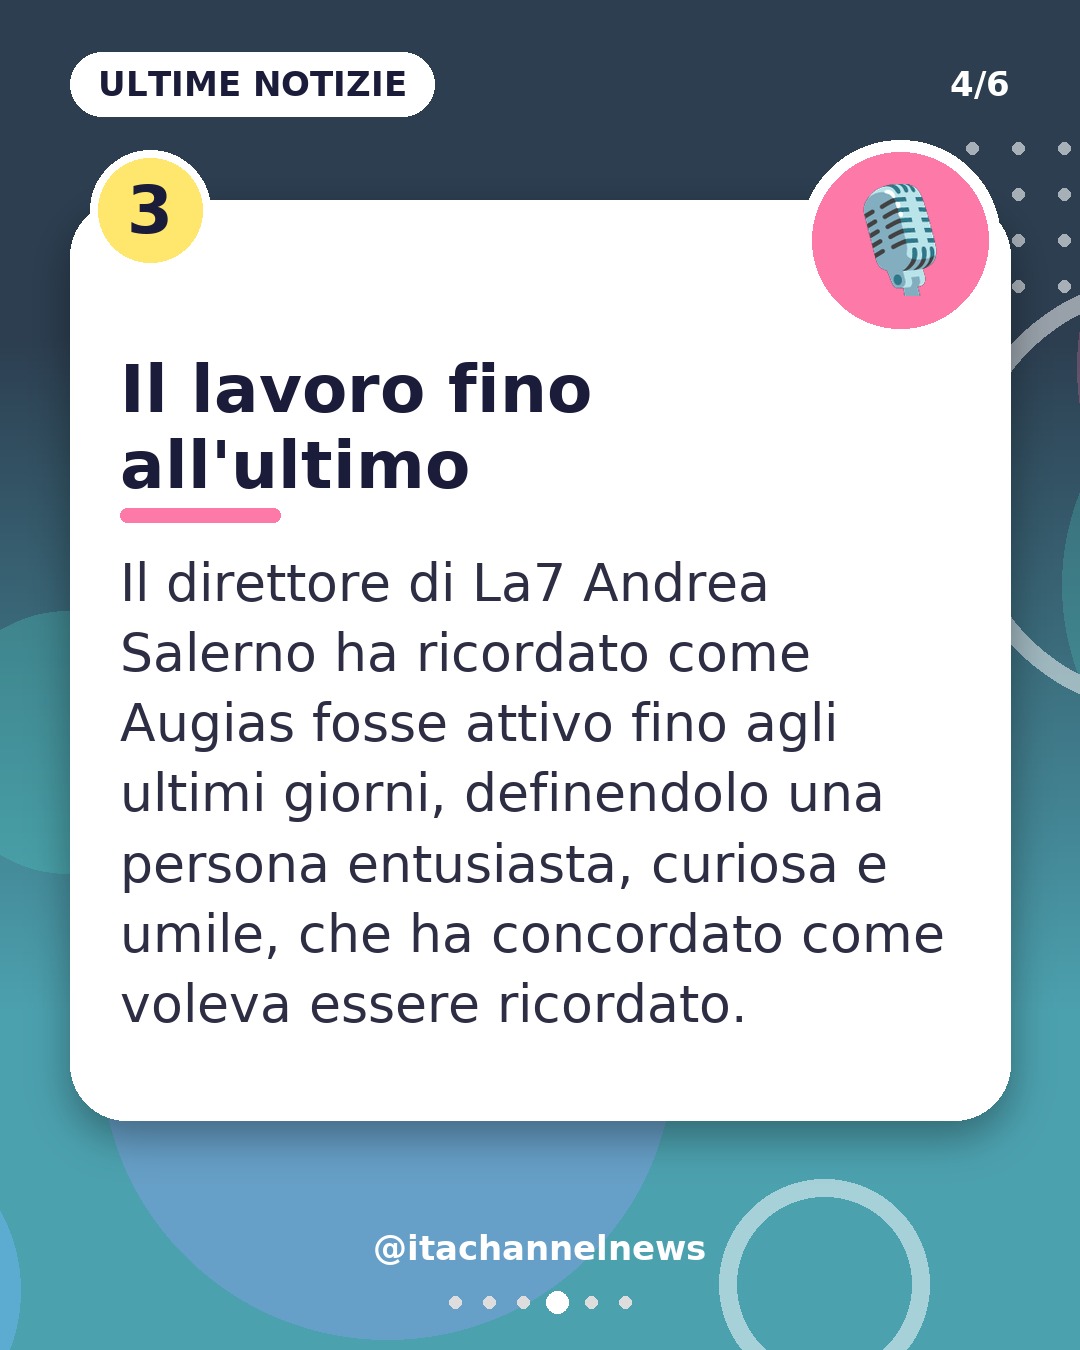 ULTIME NOTIZIE
4/6
3
Il lavoro fino
all'ultimo
Il direttore di La7 Andrea
Salerno ha ricordato come
Augias fosse attivo fino agli
ultimi giorni, definendolo una
persona entusiasta, curiosa e
umile, che ha concordato come
voleva essere ricordato.
@itachannelnews